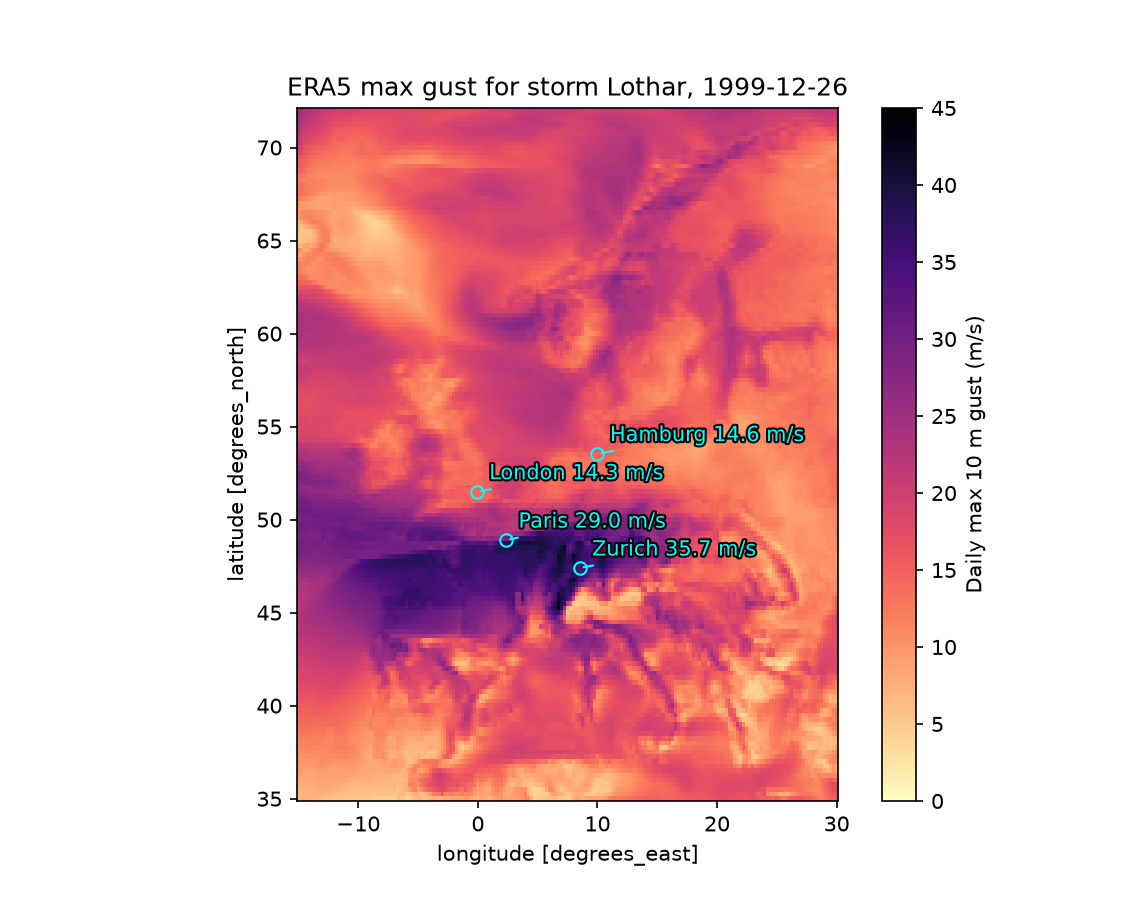 ERA5 max gust for storm Lothar, 1999-12-26
45
40
35
30
25
20
15
10
5
0
Daily max 10 m gust (m/s)
70
65
60
55
50
45
40
35
latitude [degrees_north]
Hamburg 14.6 m/s
London 14.3 m/s
Paris 29.0 m/s
Zurich 35.7 m/s
−10
0
10
20
30
longitude [degrees_east]